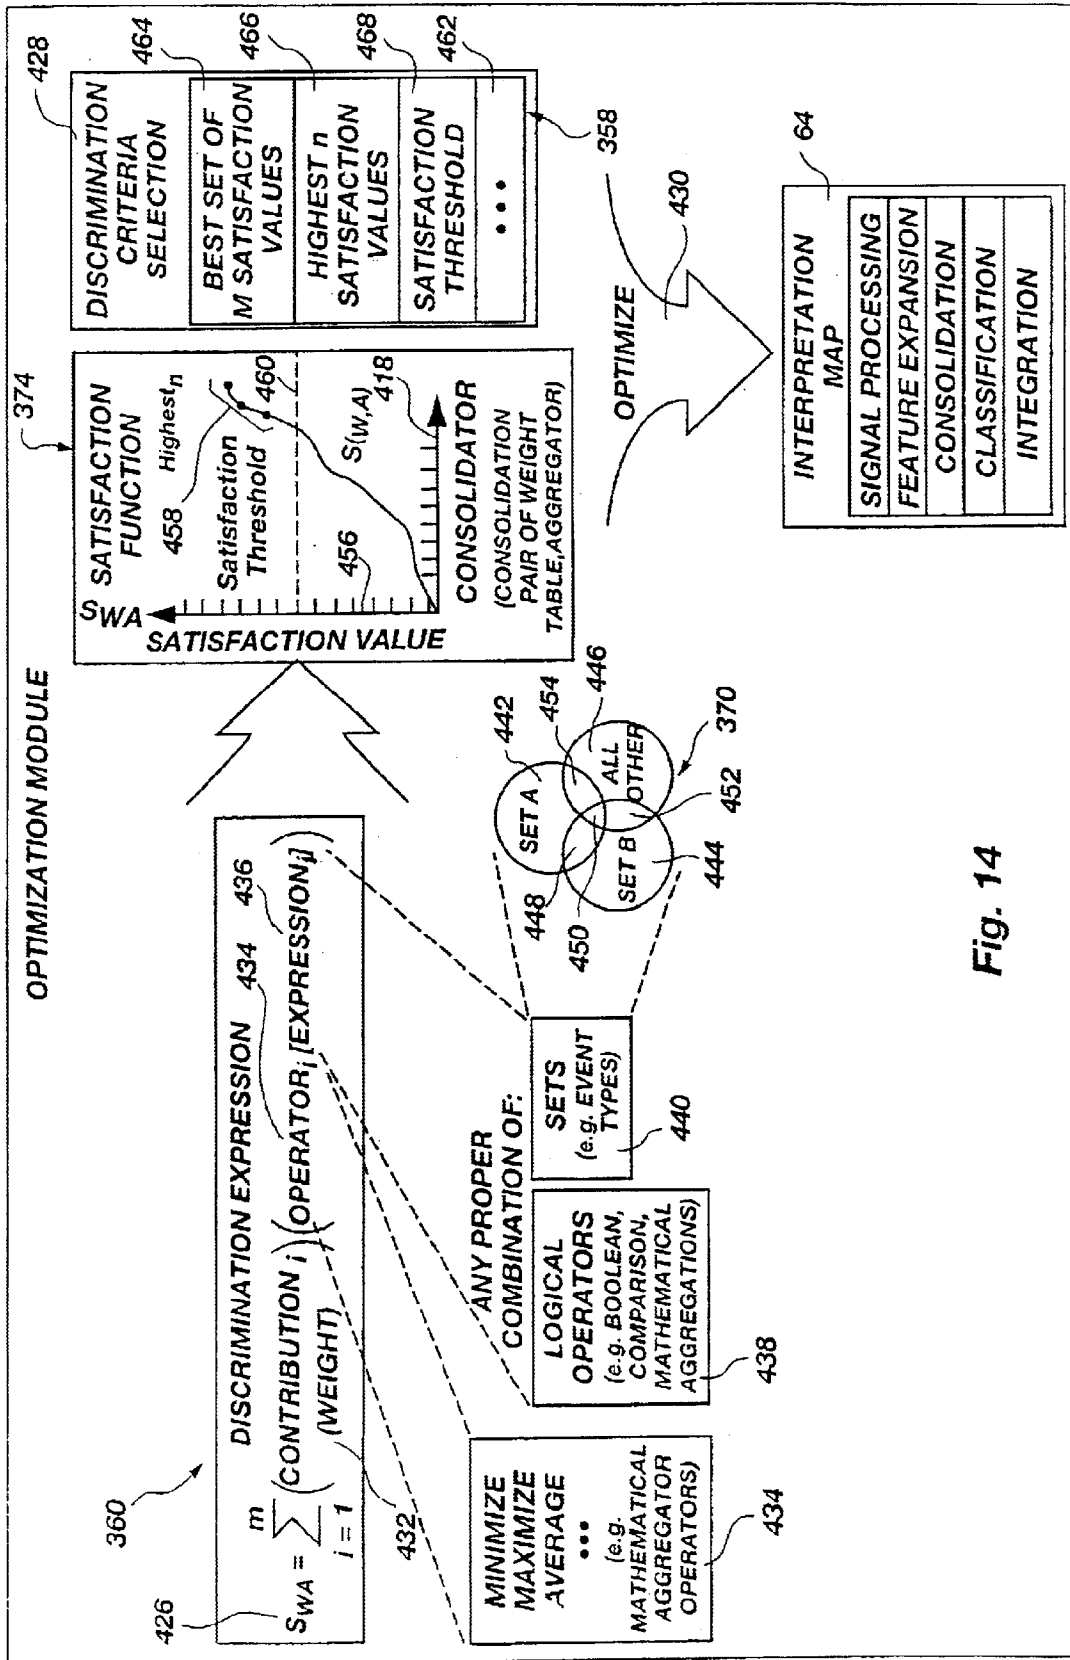 OPTIMIZATION MODULE
360
DISCRIMINATION EXPRESSION
434
436
426
S_WA = m Σ i = 1 (CONTRIBUTION i) (OPERATOR i [EXPRESSION ij])
(WEIGHT)
432
MINIMIZE
MAXIMIZE
AVERAGE
•••
(e.g.
MATHEMATICAL
AGGREGATOR
OPERATORS)
434
ANY PROPER
COMBINATION OF:
LOGICAL
OPERATORS
(e.g. BOOLEAN,
COMPARISON,
MATHEMATICAL
AGGREGATIONS)
438
SETS
(e.g. EVENT
TYPES)
440
SET A
442
SET B
444
ALL
OTHER
446
448
450
452
454
370
374
SATISFACTION
FUNCTION
S_WA
SATISFACTION VALUE
458
Highest_n
Satisfaction
Threshold
460
456
S(W,A)
418
CONSOLIDATOR
(CONSOLIDATION
PAIR OF WEIGHT
TABLE,AGGREGATOR)
428
DISCRIMINATION
CRITERIA
SELECTION
464
BEST SET OF
M SATISFACTION
VALUES
466
HIGHEST n
SATISFACTION
VALUES
468
SATISFACTION
THRESHOLD
462
•••
358
OPTIMIZE
430
64
INTERPRETATION
MAP
SIGNAL PROCESSING
FEATURE EXPANSION
CONSOLIDATION
CLASSIFICATION
INTEGRATION
Fig. 14